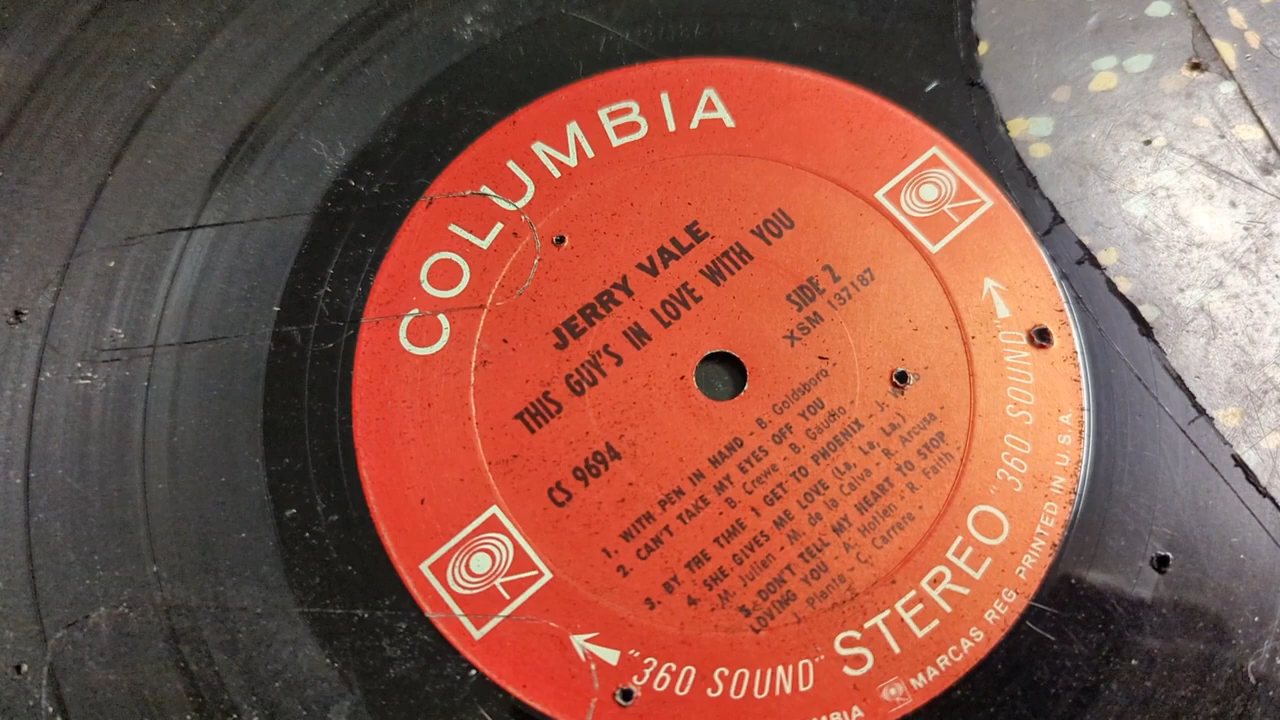 COLUMBIA
JERRY VALE
THIS GUY'S IN LOVE WITH YOU
SIDE 2
XSM 137187
CS 9694
1. WITH PEN IN HAND - B. Goldsboro -
2. CAN'T TAKE MY EYES OFF YOU
- B. Crewe - B. Gaudio -
3. BY THE TIME I GET TO PHOENIX - J.
4. SHE GIVES ME LOVE (La, La, La,)
M. Julien - M. de la Calva - R. Arcusa -
5. DON'T TELL MY HEART TO STOP
LOVING YOU - A. Holten - R. Faith
J. Plante - C. Carrere -
"360 SOUND" STEREO "360 SOUND"
MARCAS REG. PRINTED IN U.S.A.